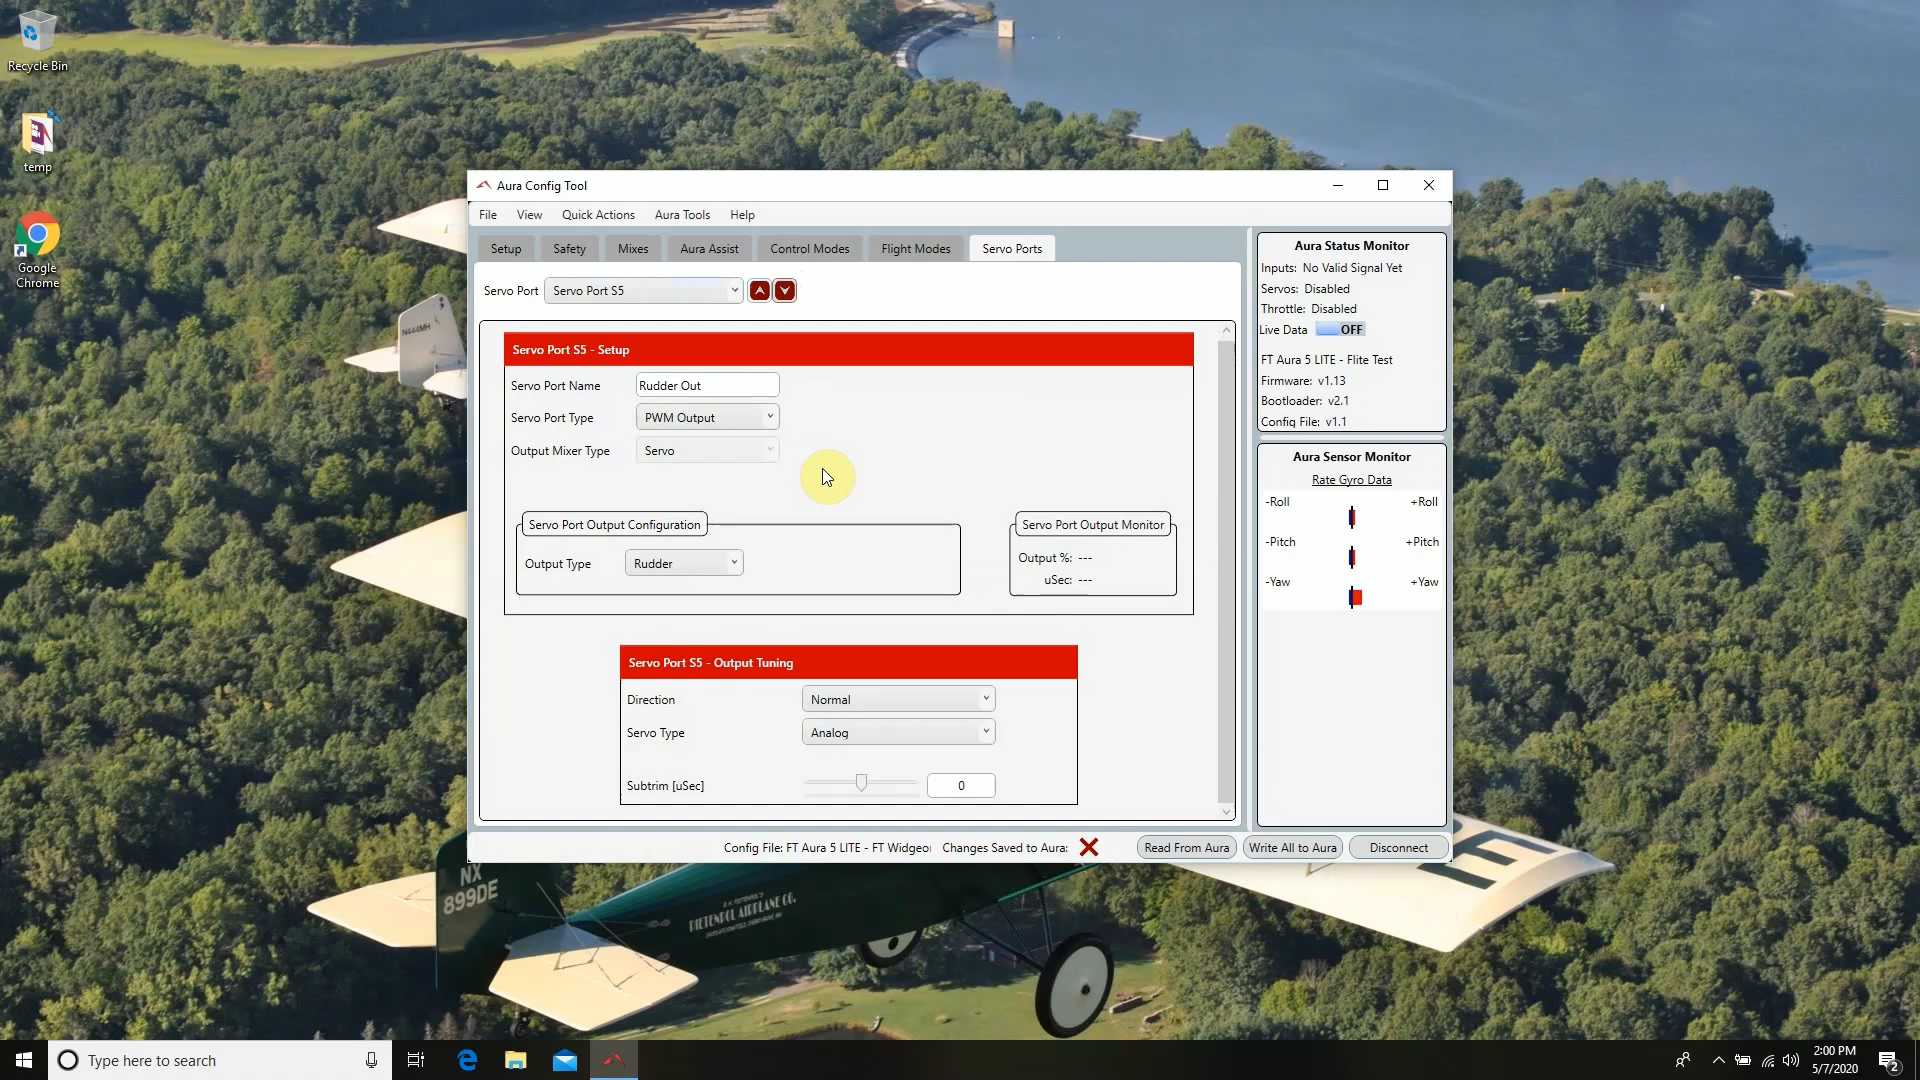 Recycle Bin
temp
Google
Chrome
Aura Config Tool
File View Quick Actions Aura Tools Help
Setup Safety Mixes Aura Assist Control Modes Flight Modes Servo Ports
Servo Port Servo Port S5
Servo Port S5 - Setup
Servo Port Name Rudder Out
Servo Port Type PWM Output
Output Mixer Type Servo
Servo Port Output Configuration
Output Type Rudder
Servo Port Output Monitor
Output %: ---
uSec: ---
Servo Port S5 - Output Tuning
Direction Normal
Servo Type Analog
Subtrim [uSec] 0
Aura Status Monitor
Inputs: No Valid Signal Yet
Servos: Disabled
Throttle: Disabled
Live Data OFF
FT Aura 5 LITE - Flite Test
Firmware: v1.13
Bootloader: v2.1
Config File: v1.1
Aura Sensor Monitor
Rate Gyro Data
-Roll +Roll
-Pitch +Pitch
-Yaw +Yaw
Config File: FT Aura 5 LITE - FT Widgeo Changes Saved to Aura: Read From Aura Write All to Aura Disconnect
N444MH
NX
899DE
PIETENPOL AIRPLANE CO.
Type here to search
2:00 PM
5/7/2020
2